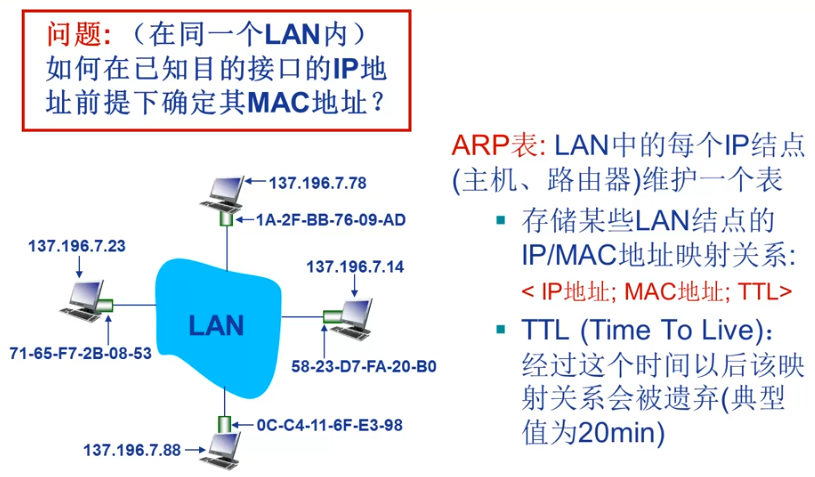 问题: （在同一个LAN内）
如何在已知目的接口的IP地
址前提下确定其MAC地址？
ARP表: LAN中的每个IP结点
(主机、路由器)维护一个表
▪ 存储某些LAN结点的
IP/MAC地址映射关系:
< IP地址; MAC地址; TTL>
▪ TTL (Time To Live)：
经过这个时间以后该映
射关系会被遗弃(典型
值为20min)
137.196.7.78
1A-2F-BB-76-09-AD
137.196.7.23
137.196.7.14
LAN
71-65-F7-2B-08-53
58-23-D7-FA-20-B0
0C-C4-11-6F-E3-98
137.196.7.88